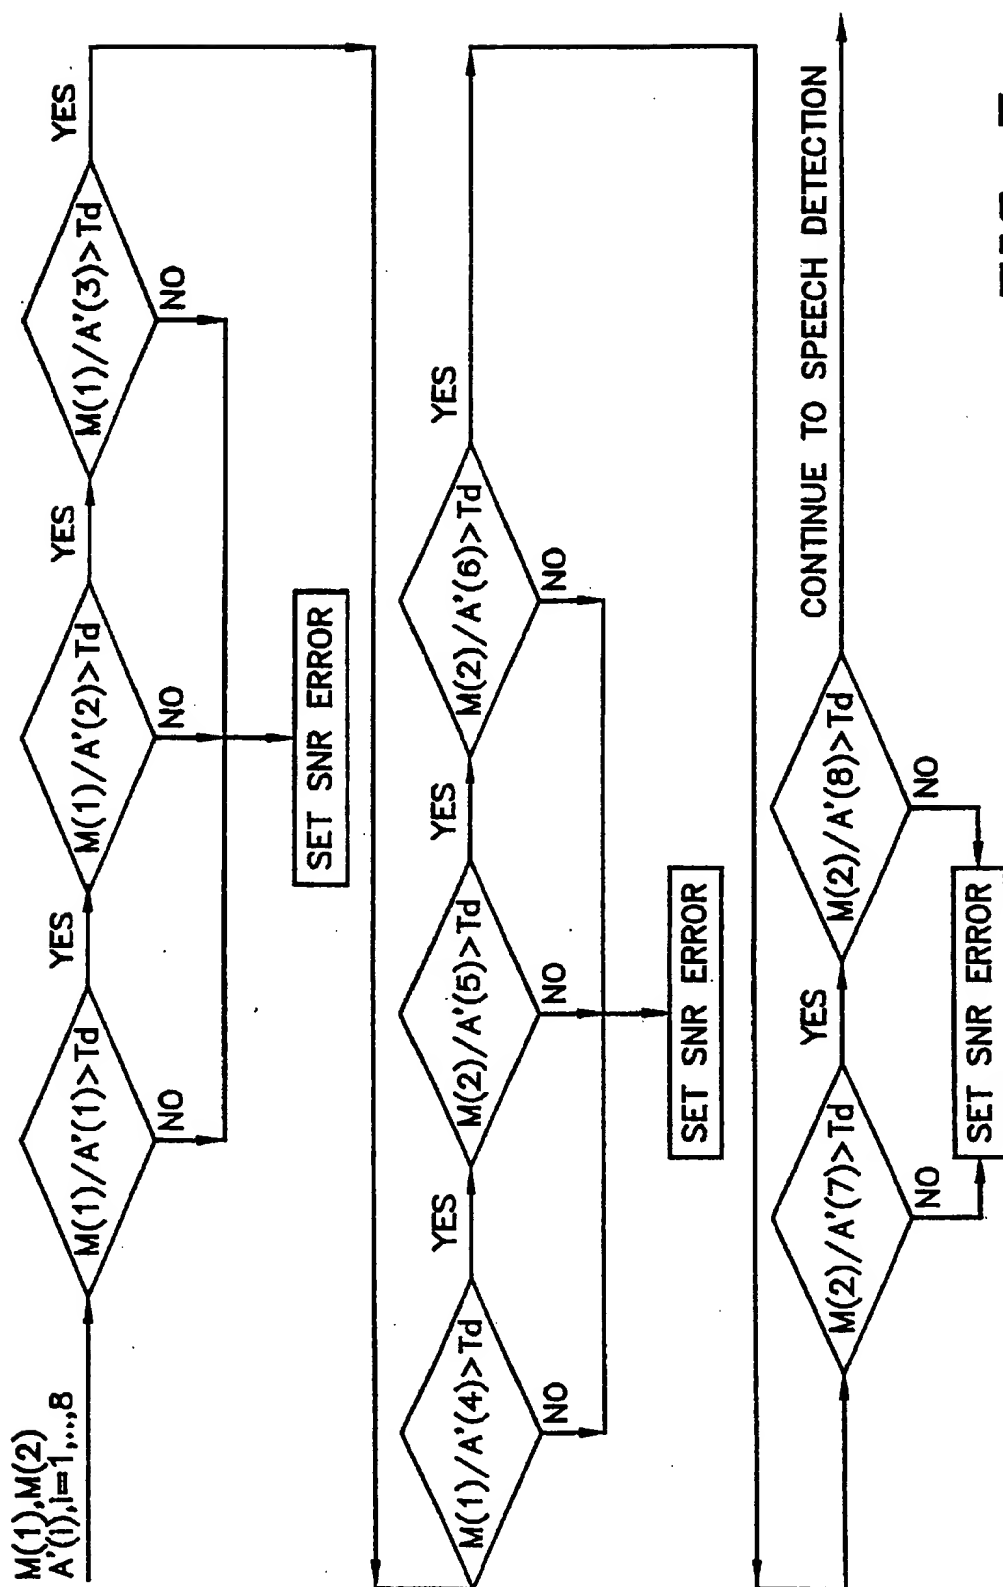 M(1),M(2)
A'(i),i=1,...,8
M(1)/A'(1)>Td
YES
NO
M(1)/A'(2)>Td
YES
NO
M(1)/A'(3)>Td
YES
NO
SET SNR ERROR
M(1)/A'(4)>Td
YES
NO
M(2)/A'(5)>Td
YES
NO
M(2)/A'(6)>Td
YES
NO
SET SNR ERROR
M(2)/A'(7)>Td
YES
NO
M(2)/A'(8)>Td
NO
CONTINUE TO SPEECH DETECTION
SET SNR ERROR